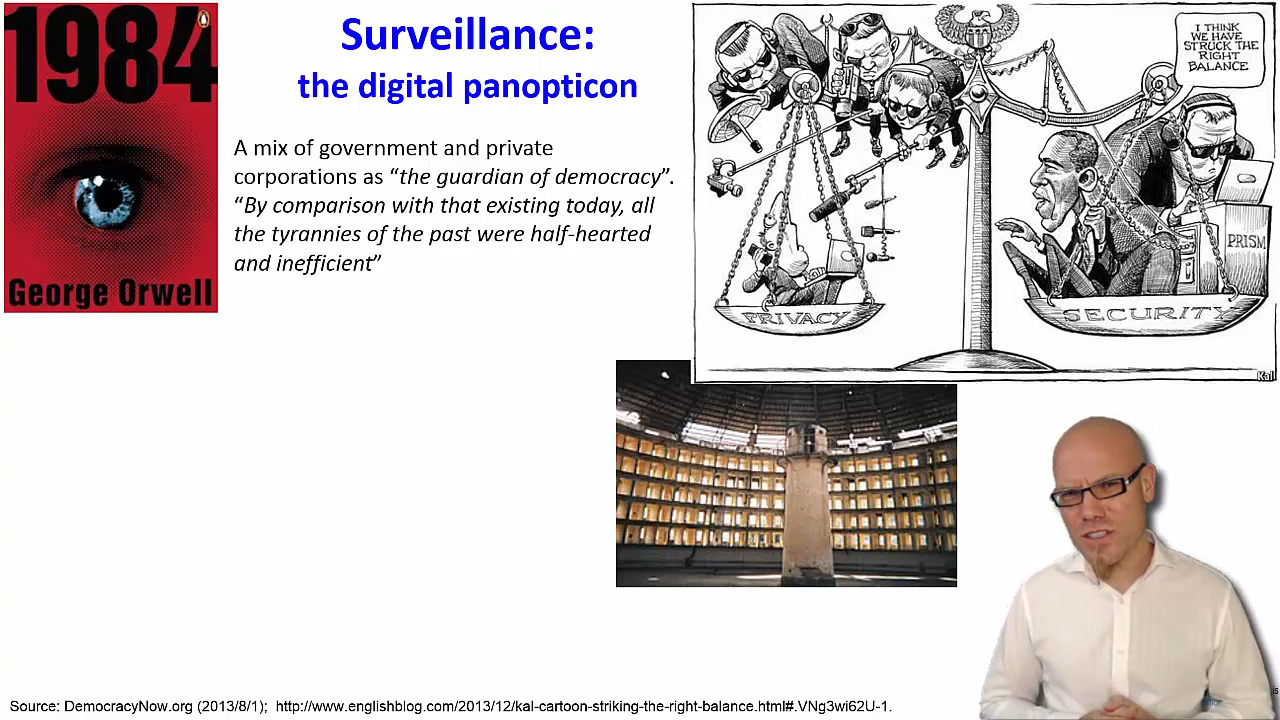 1984
George Orwell
Surveillance:
the digital panopticon
A mix of government and private
corporations as “the guardian of democracy”.
“By comparison with that existing today, all
the tyrannies of the past were half-hearted
and inefficient”
I THINK
WE HAVE
STRUCK THE
RIGHT
BALANCE
PRISM
PRIVACY
SECURITY
Kal
Source: DemocracyNow.org (2013/8/1);  http://www.englishblog.com/2013/12/kal-cartoon-striking-the-right-balance.html#.VNg3wi62U-1.